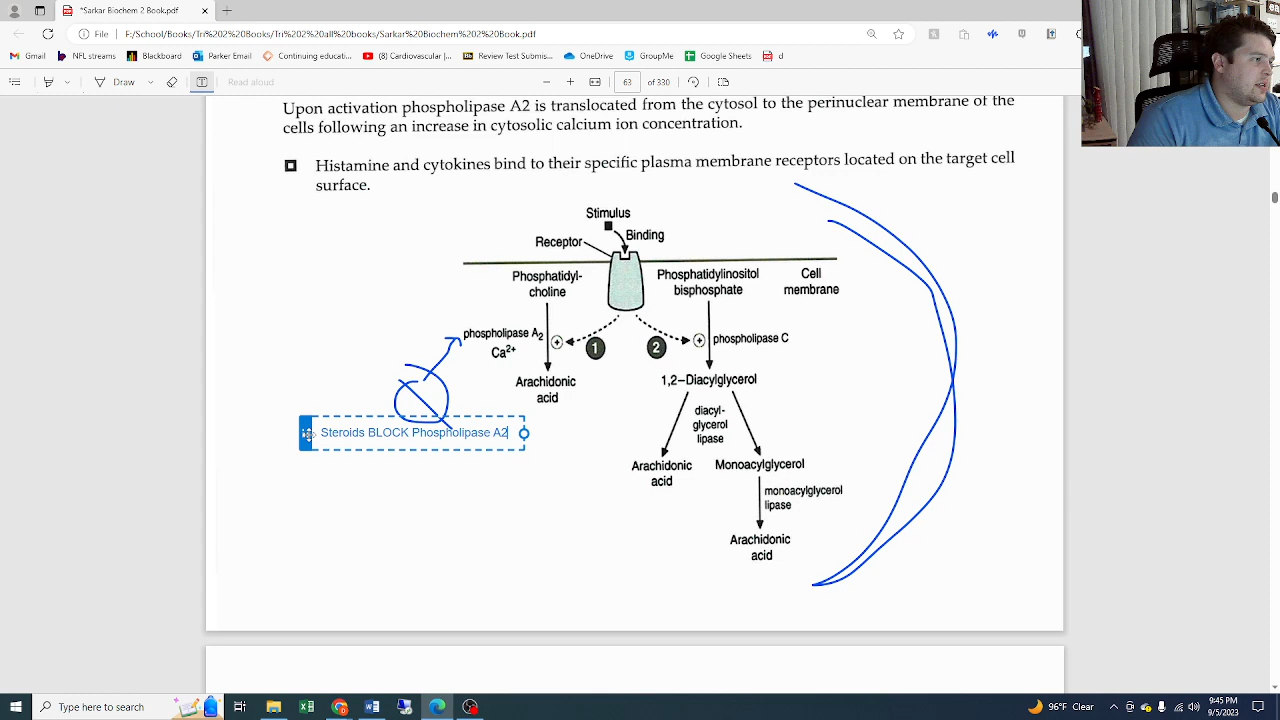 *Sarkar Biochem 2 Book.pdf
File
F:/School/Books/Tri%202%20Books/Tri%202%20all%20books/Sarkar%20Biochem%202%20Book.pdf
Gmail
NFL streams
Blackboard
Parker Email
Continuing educati...
(8) Cardiovascular |...
Review Test Submiss...
OneDrive
GroupMe
Google Sheets
d
Draw
Read aloud
63 of 330
Upon activation phospholipase A2 is translocated from the cytosol to the perinuclear membrane of the
cells following an increase in cytosolic calcium ion concentration.
Histamine and cytokines bind to their specific plasma membrane receptors located on the target cell
surface.
Stimulus
Binding
Receptor
Phosphatidyl-
choline
Phosphatidylinositol
bisphosphate
Cell
membrane
phospholipase A2
Ca2+
+
1
2
+
phospholipase C
Arachidonic
acid
1,2–Diacylglycerol
diacyl-
glycerol
lipase
Steroids BLOCK Phospholipase A2
Arachidonic
acid
Monoacylglycerol
monoacylglycerol
lipase
Arachidonic
acid
Type here to search
96°F Clear
9:45 PM
9/5/2023